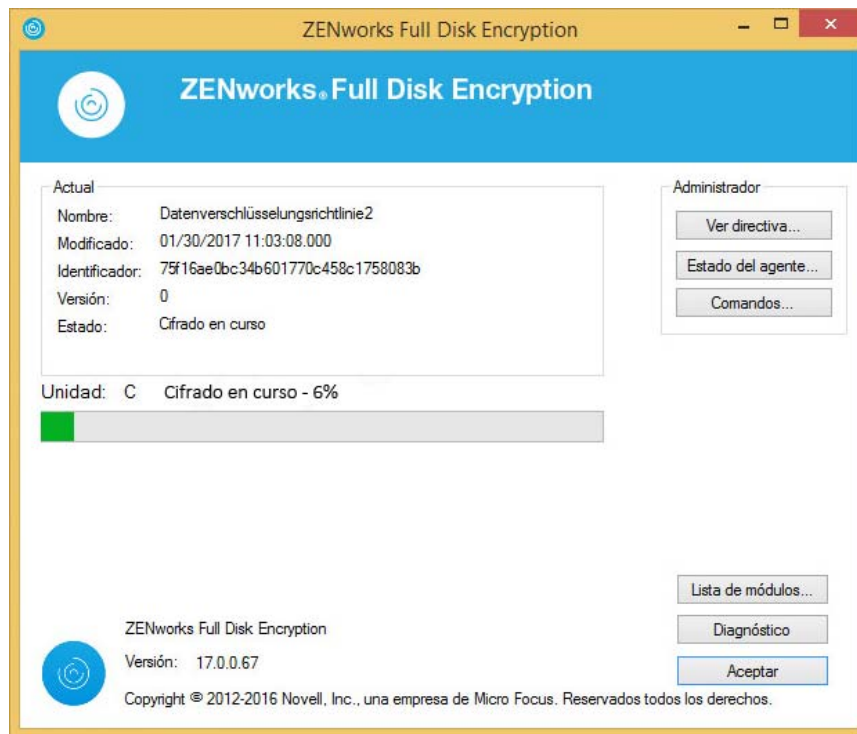 ZENworks Full Disk Encryption
ZENworks® Full Disk Encryption
Actual
Nombre: Datenverschlüsselungsrichtlinie2
Modificado: 01/30/2017 11:03:08.000
Identificador: 75f16ae0bc34b601770c458c1758083b
Versión: 0
Estado: Cifrado en curso
Administrador
Ver directiva...
Estado del agente...
Comandos...
Unidad: C Cifrado en curso - 6%
Lista de módulos...
Diagnóstico
Aceptar
ZENworks Full Disk Encryption
Versión: 17.0.0.67
Copyright © 2012-2016 Novell, Inc., una empresa de Micro Focus. Reservados todos los derechos.